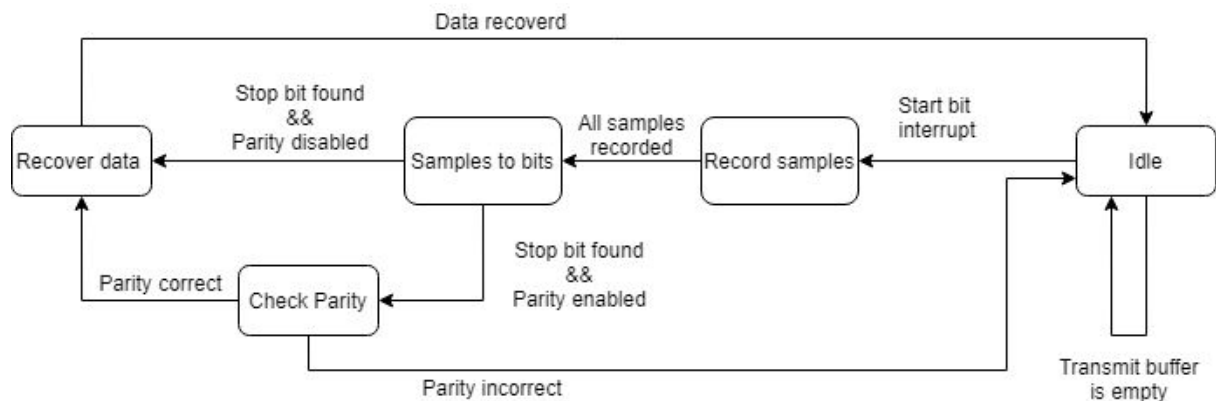 Data recoverd
Stop bit found
&&
Parity disabled
Start bit
interrupt
All samples
recorded
Recover data
Samples to bits
Record samples
Idle
Stop bit found
&&
Parity enabled
Parity correct
Check Parity
Parity incorrect
Transmit buffer
is empty